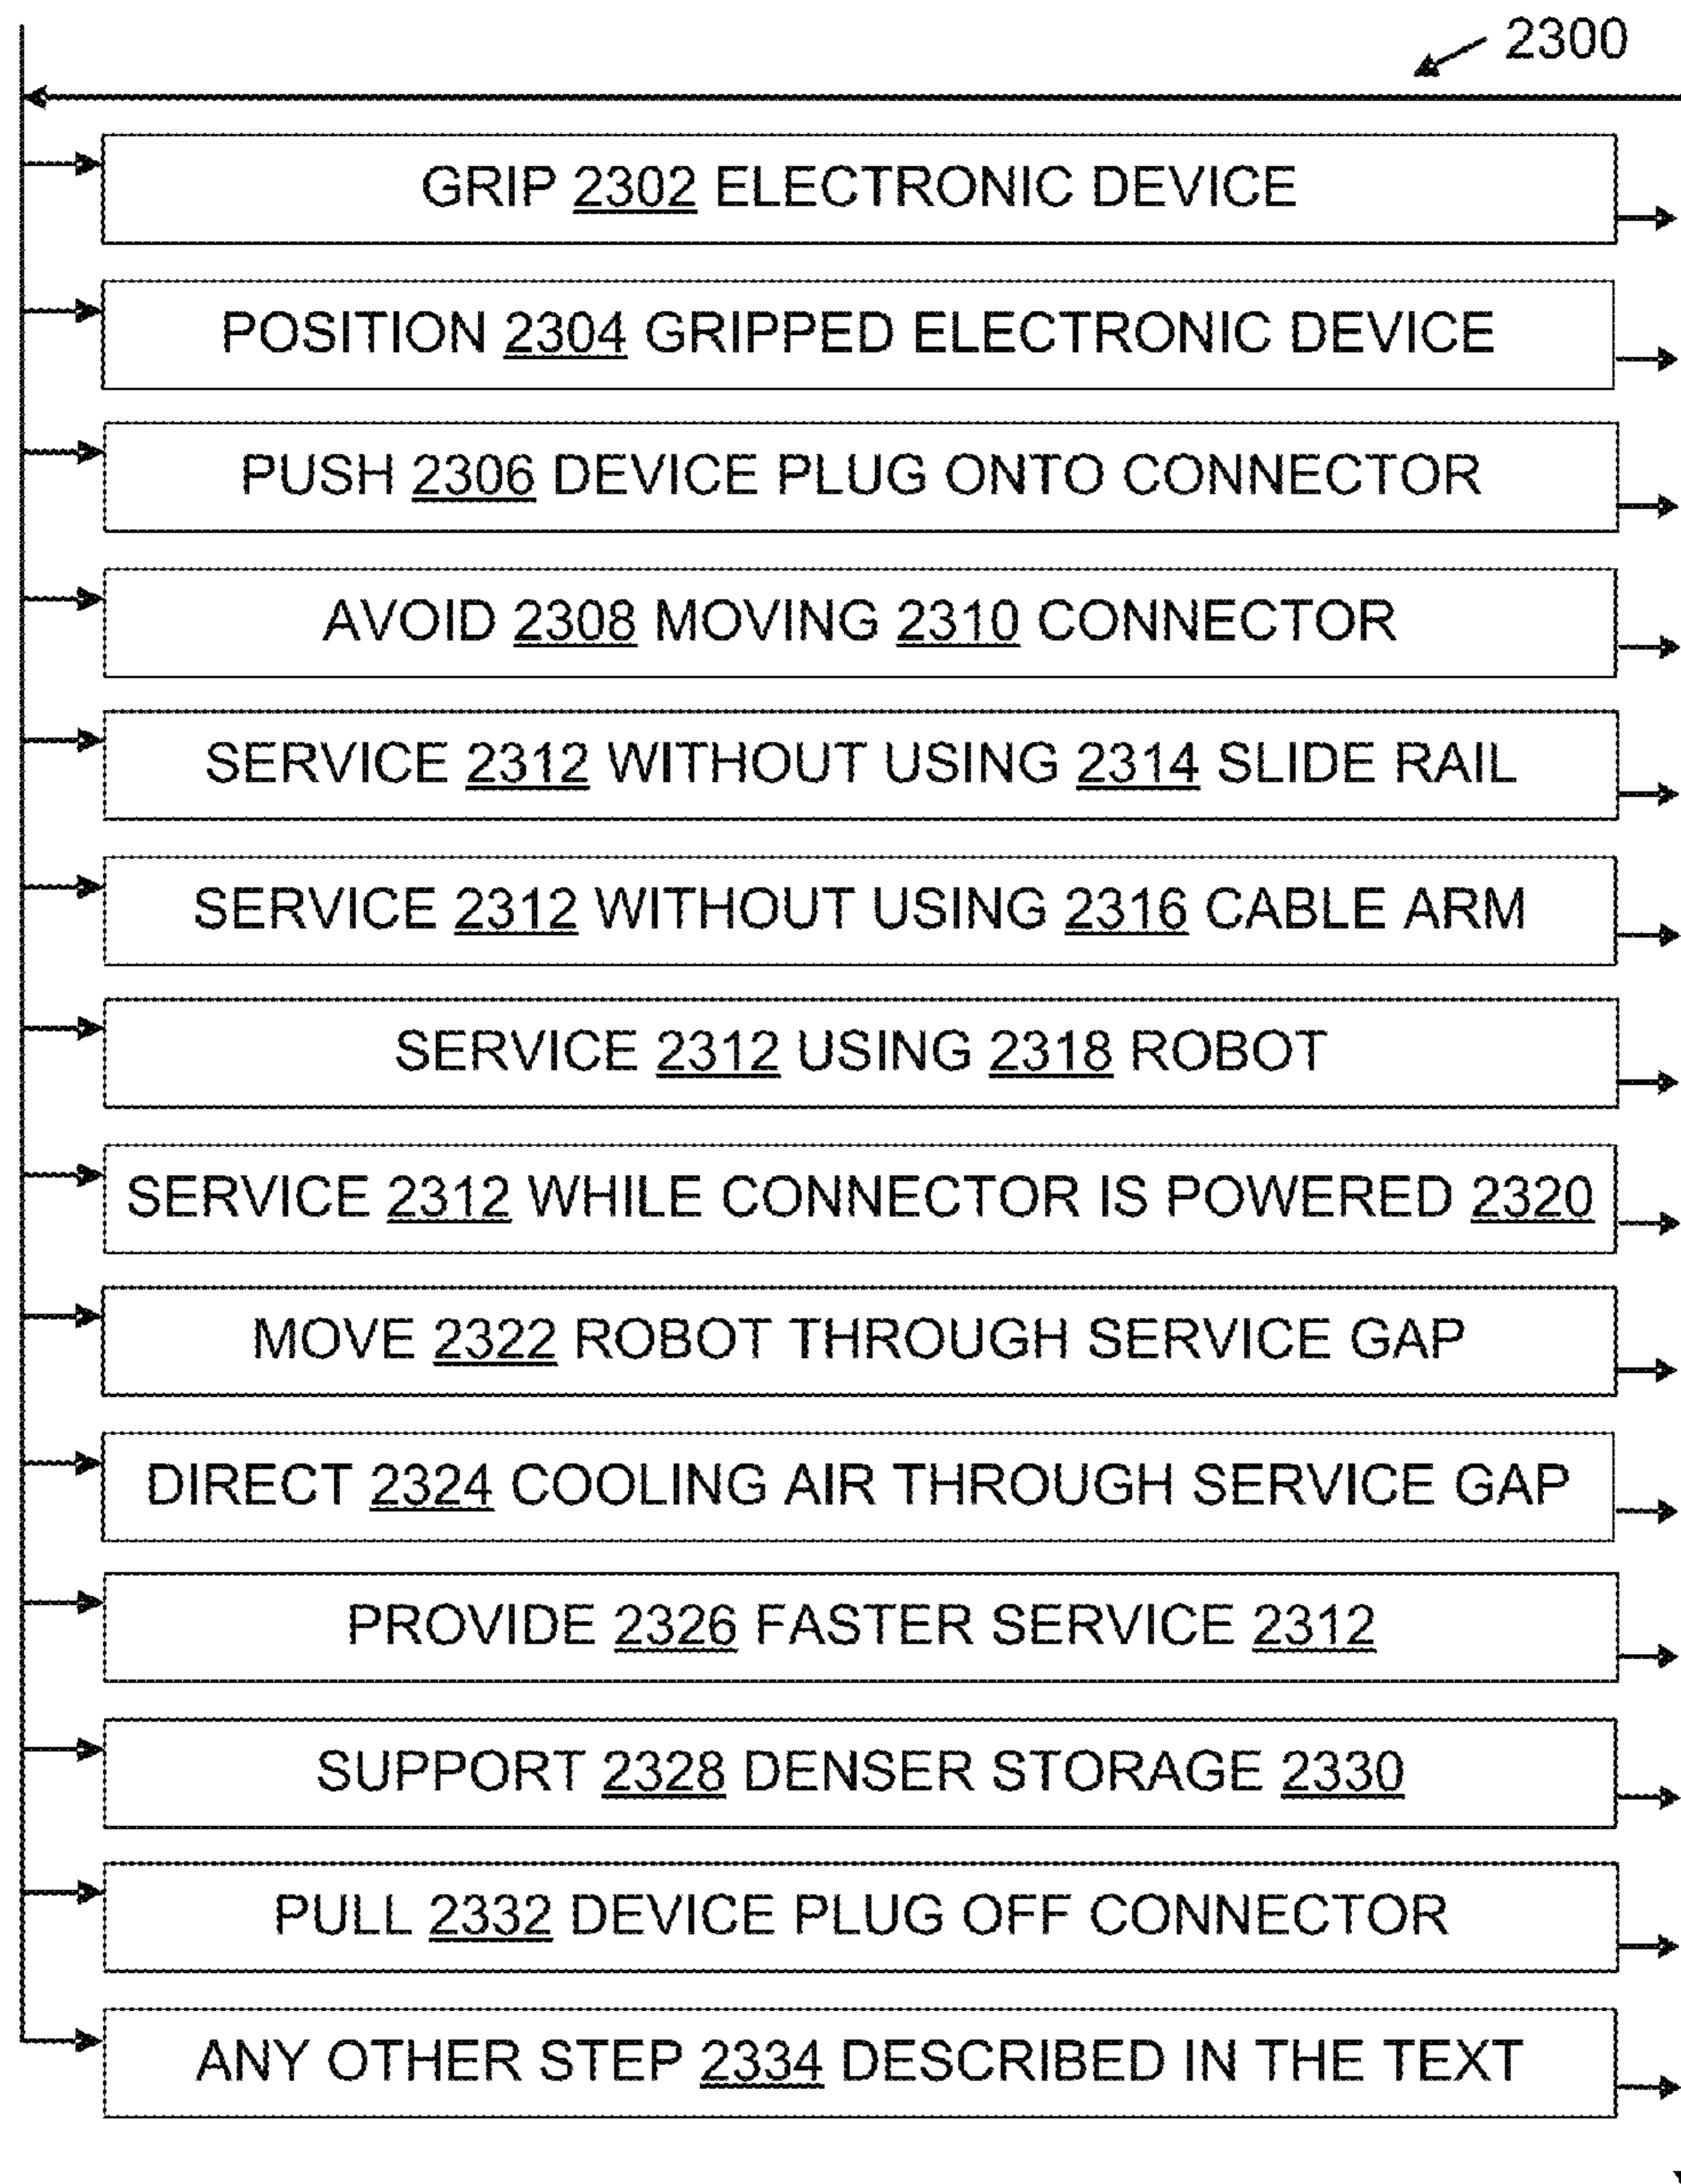 2300
GRIP 2302 ELECTRONIC DEVICE
POSITION 2304 GRIPPED ELECTRONIC DEVICE
PUSH 2306 DEVICE PLUG ONTO CONNECTOR
AVOID 2308 MOVING 2310 CONNECTOR
SERVICE 2312 WITHOUT USING 2314 SLIDE RAIL
SERVICE 2312 WITHOUT USING 2316 CABLE ARM
SERVICE 2312 USING 2318 ROBOT
SERVICE 2312 WHILE CONNECTOR IS POWERED 2320
MOVE 2322 ROBOT THROUGH SERVICE GAP
DIRECT 2324 COOLING AIR THROUGH SERVICE GAP
PROVIDE 2326 FASTER SERVICE 2312
SUPPORT 2328 DENSER STORAGE 2330
PULL 2332 DEVICE PLUG OFF CONNECTOR
ANY OTHER STEP 2334 DESCRIBED IN THE TEXT